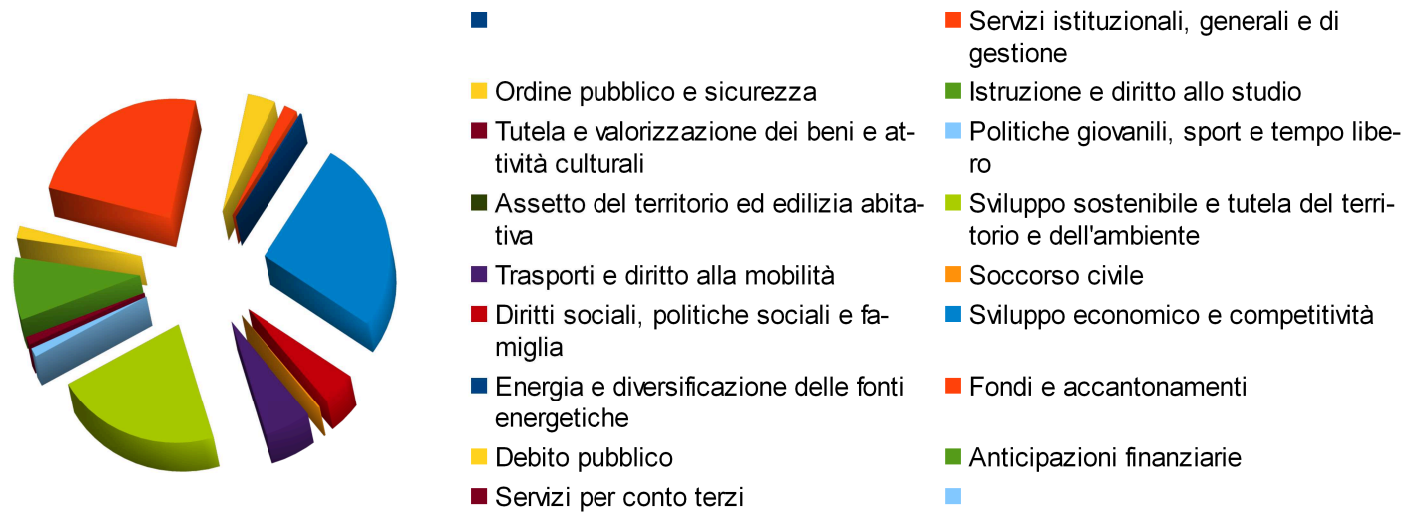 Servizi istituzionali, generali e di
gestione
Ordine pubblico e sicurezza
Istruzione e diritto allo studio
Tutela e valorizzazione dei beni e at-
tività culturali
Politiche giovanili, sport e tempo libe-
ro
Assetto del territorio ed edilizia abita-
tiva
Sviluppo sostenibile e tutela del terri-
torio e dell'ambiente
Trasporti e diritto alla mobilità
Soccorso civile
Diritti sociali, politiche sociali e fa-
miglia
Sviluppo economico e competitività
Energia e diversificazione delle fonti
energetiche
Fondi e accantonamenti
Debito pubblico
Anticipazioni finanziarie
Servizi per conto terzi